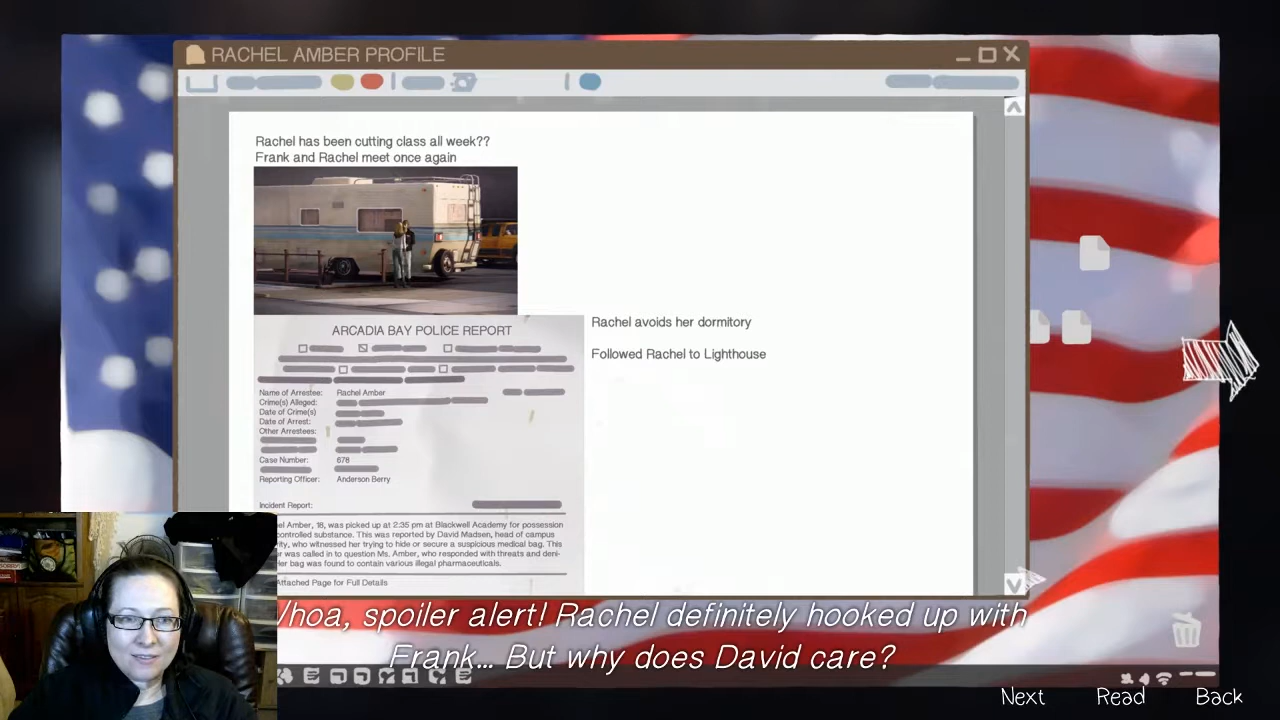 RACHEL AMBER PROFILE
Rachel has been cutting class all week??
Frank and Rachel meet once again
ARCADIA BAY POLICE REPORT
Rachel avoids her dormitory
Followed Rachel to Lighthouse
Name of Arrestee: Rachel Amber
Crime(s) Alleged:
Date of Crime(s)
Date of Arrest:
Other Arrestees:
Case Number: 678
Reporting Officer: Anderson Berry
Incident Report:
el Amber, 18, was picked up at 2:35 pm at Blackwell Academy for possession
ontrolled substance. This was reported by David Madsen, head of campus
ty, who witnessed her trying to hide or secure a suspicious medical bag. This
er was called in to question Ms. Amber, who responded with threats and deni-
er bag was found to contain various illegal pharmaceuticals.
Attached Page for Full Details
hoa, spoiler alert! Rachel definitely hooked up with
Frank... But why does David care?
Next Read Back